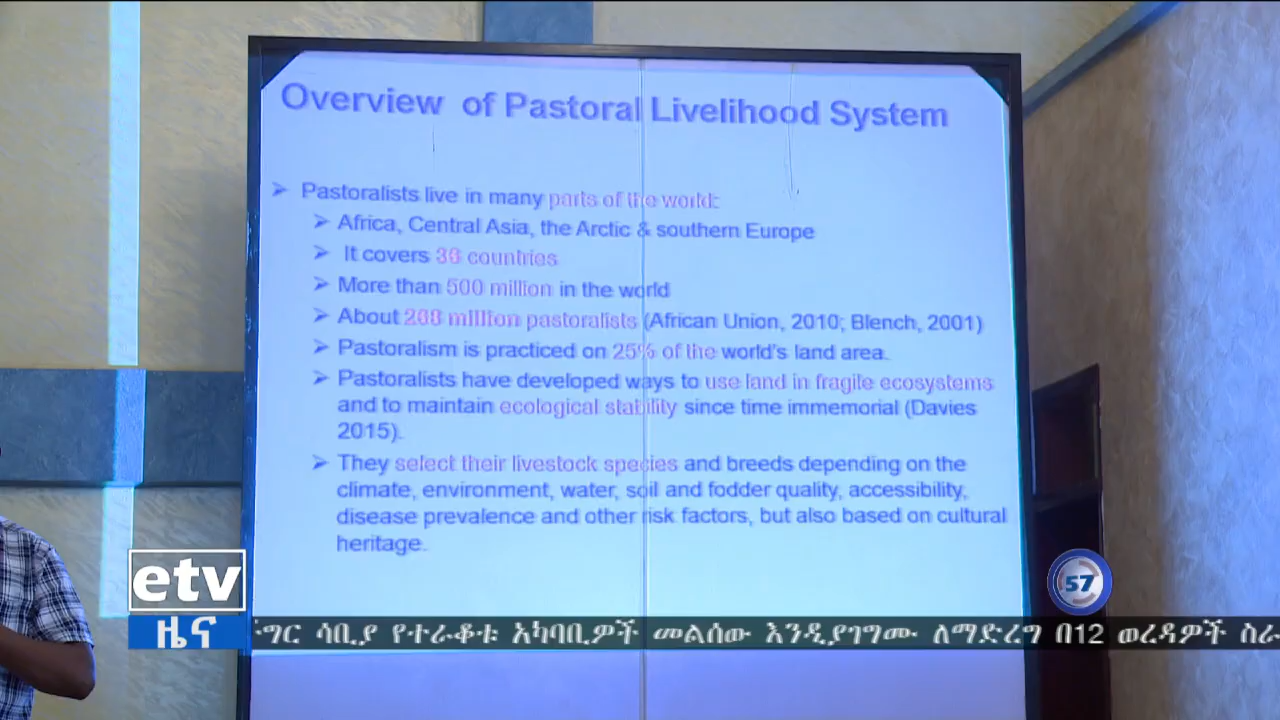 Overview of Pastoral Livelihood System
➢ Pastoralists live in many parts of the world:
➢ Africa, Central Asia, the Arctic & southern Europe
➢ It covers 36 countries
➢ More than 500 million in the world
➢ About 268 million pastoralists (African Union, 2010; Blench, 2001)
➢ Pastoralism is practiced on 25% of the world's land area.
➢ Pastoralists have developed ways to use land in fragile ecosystems
and to maintain ecological stability since time immemorial (Davies
2015).
➢ They select their livestock species and breeds depending on the
climate, environment, water, soil and fodder quality, accessibility,
disease prevalence and other risk factors, but also based on cultural
heritage.
etv
57
ዜና
ሳቢያ የተራቆቱ አካባቢዎች መልሰው እንዲያገግሙ ለማድረግ በ12 ወረዳዎች